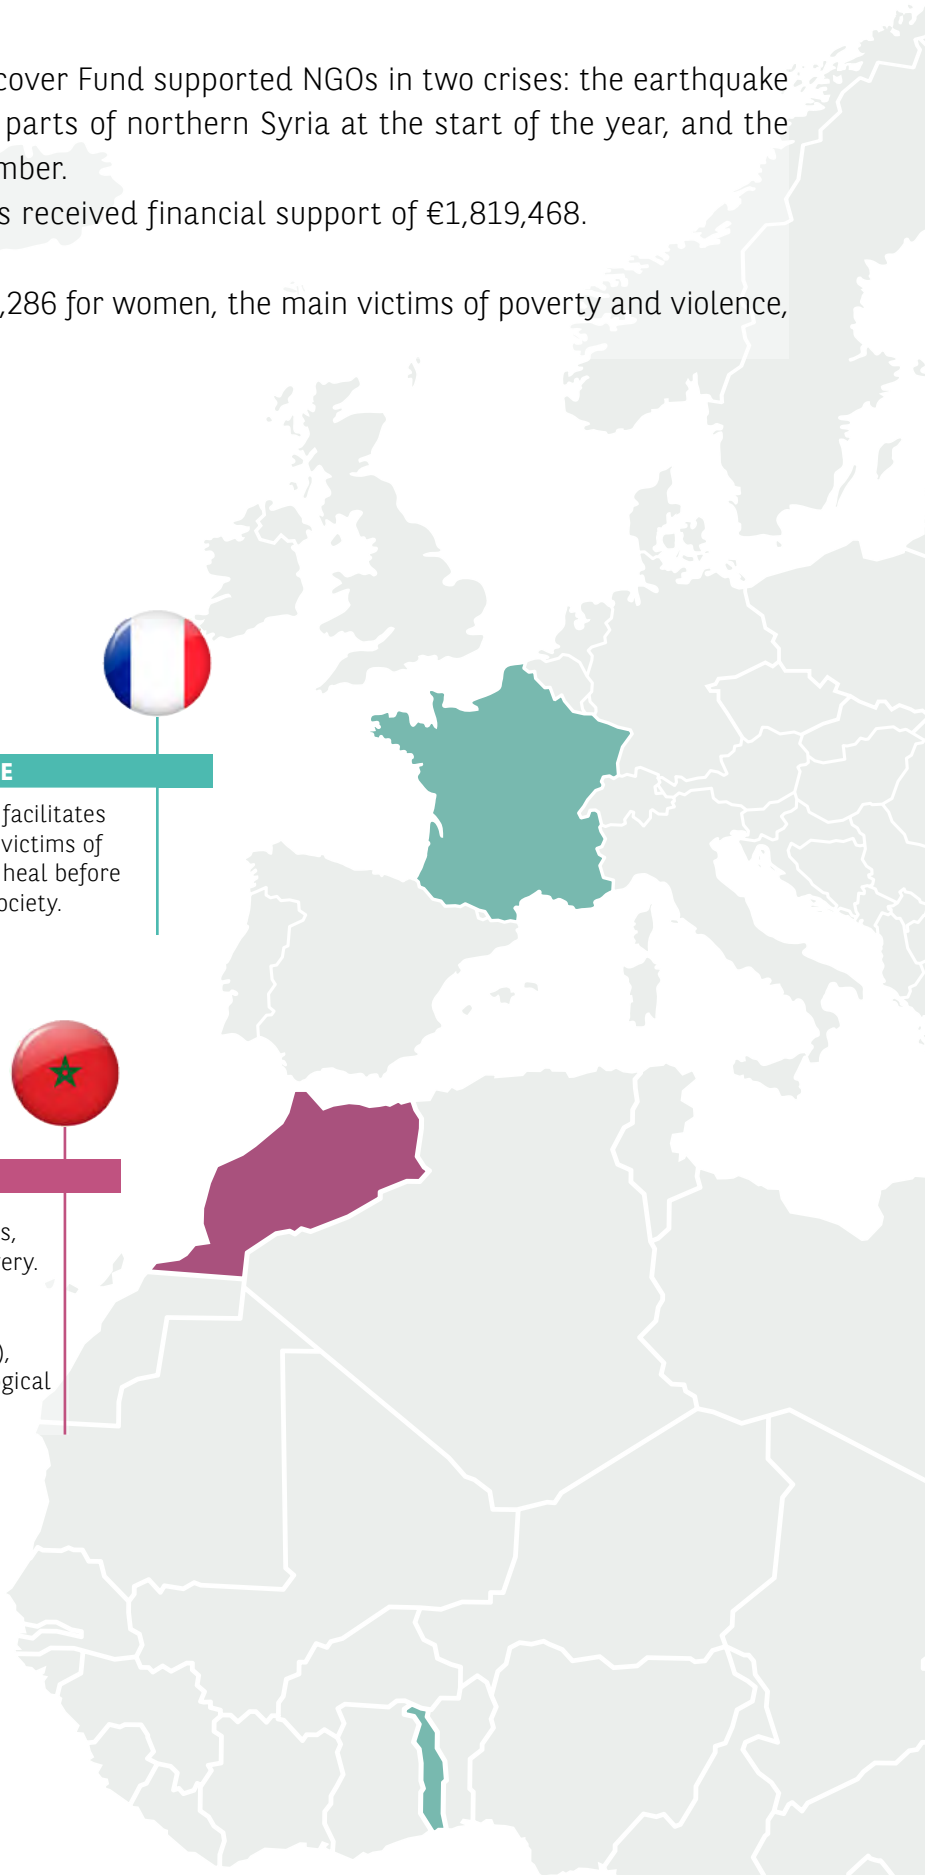 cover Fund supported NGOs in two crises: the earthquake
parts of northern Syria at the start of the year, and the
mber.
s received financial support of €1,819,468.
,286 for women, the main victims of poverty and violence,
E
facilitates
victims of
heal before
ociety.
s,
ery.
),
gical